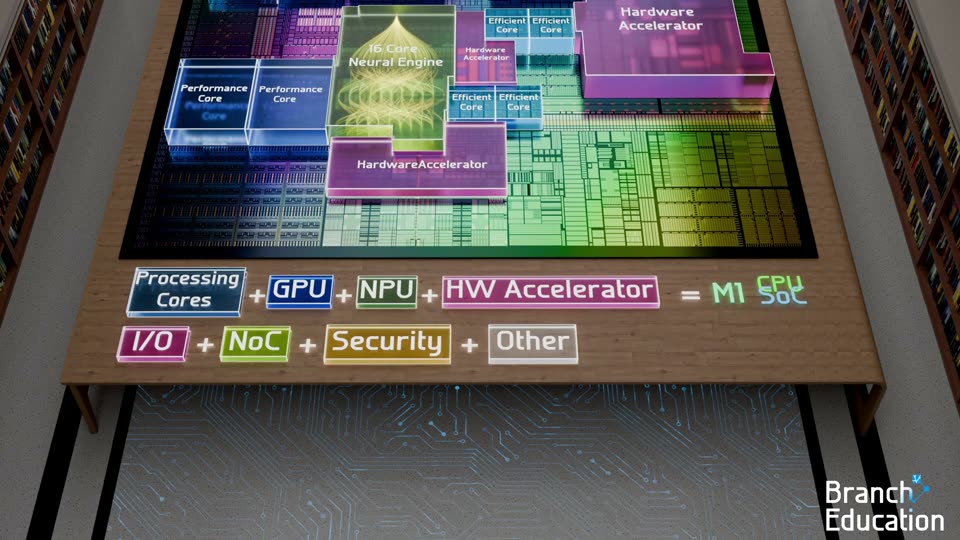 Hardware
Accelerator
Efficient
Core
Efficient
Core
16 Core
Neural Engine
Hardware
Accelerator
Performance
Core
Performance
Core
Efficient
Core
Efficient
Core
HardwareAccelerator
Processing
Cores
+ GPU + NPU + HW Accelerator = M1 CPU
SoC
I/O + NoC + Security + Other
Branch
Education